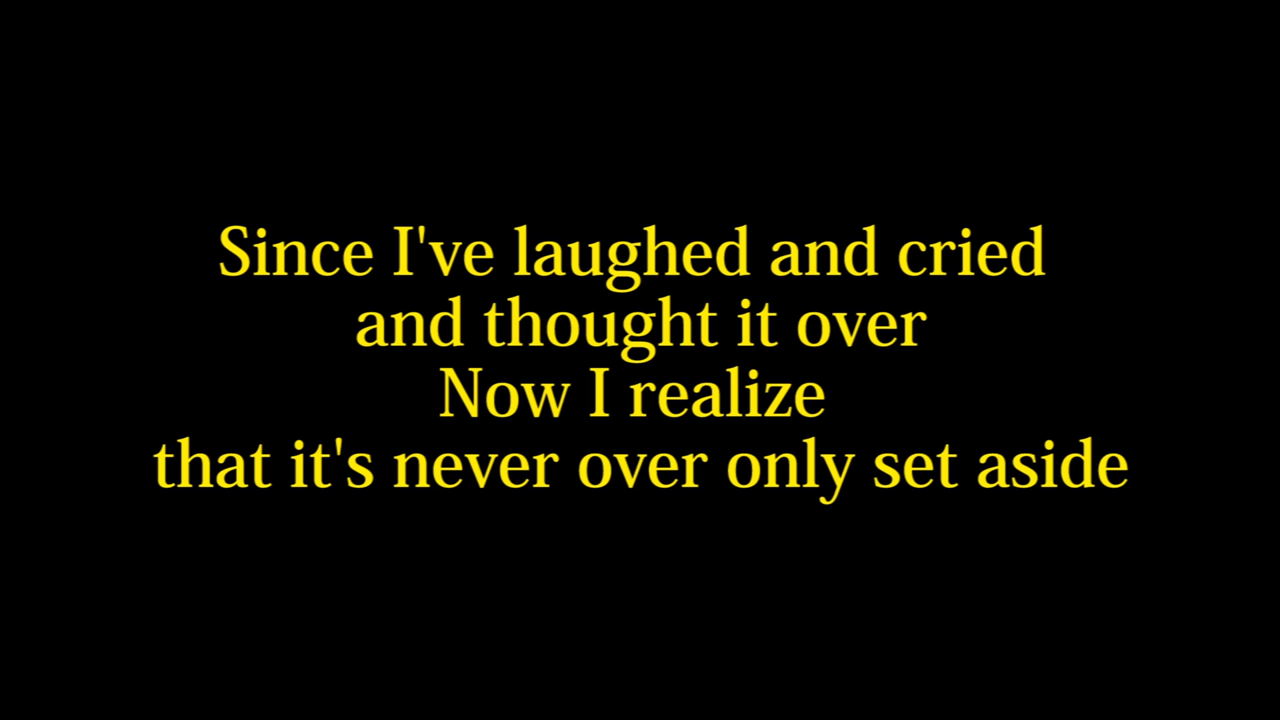 Since I've laughed and cried
and thought it over
Now I realize
that it's never over only set aside